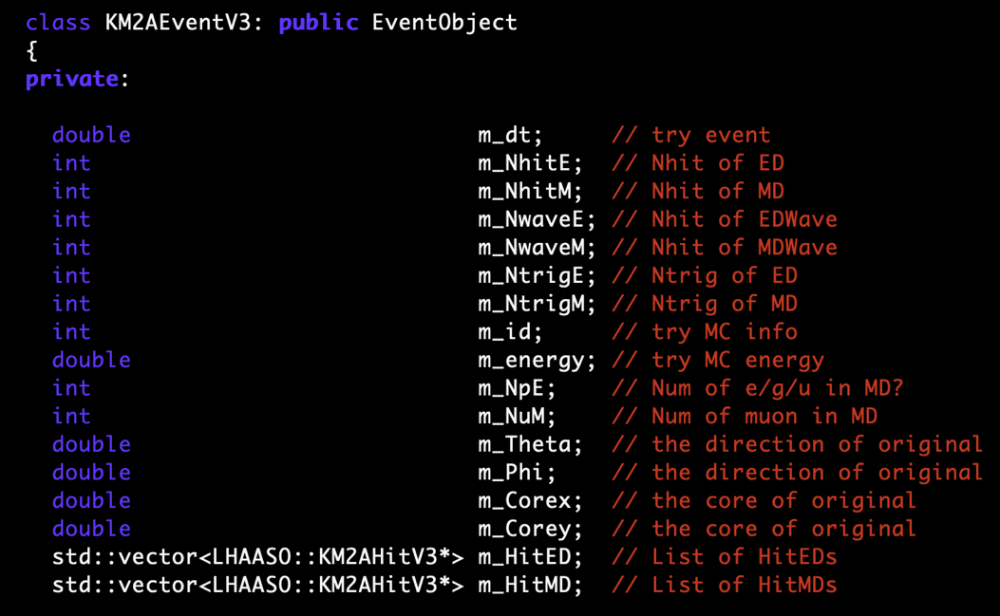 class KM2AEventV3: public EventObject
{
private:
double m_dt; // try event
int m_NhitE; // Nhit of ED
int m_NhitM; // Nhit of MD
int m_NwaveE; // Nhit of EDWave
int m_NwaveM; // Nhit of MDWave
int m_NtrigE; // Ntrig of ED
int m_NtrigM; // Ntrig of MD
int m_id; // try MC info
double m_energy; // try MC energy
int m_NpE; // Num of e/g/u in MD?
int m_NuM; // Num of muon in MD
double m_Theta; // the direction of original
double m_Phi; // the direction of original
double m_Corex; // the core of original
double m_Corey; // the core of original
std::vector<LHAASO::KM2AHitV3*> m_HitED; // List of HitEDs
std::vector<LHAASO::KM2AHitV3*> m_HitMD; // List of HitMDs